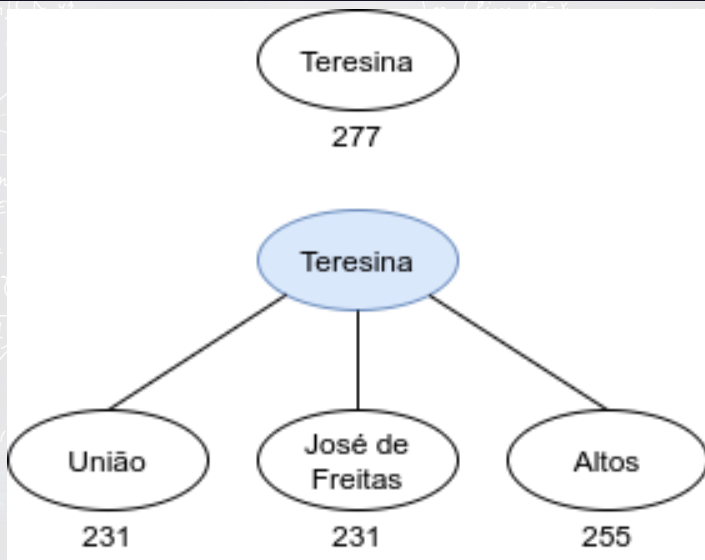 Teresina
277
Teresina
União
José de
Freitas
Altos
231
231
255